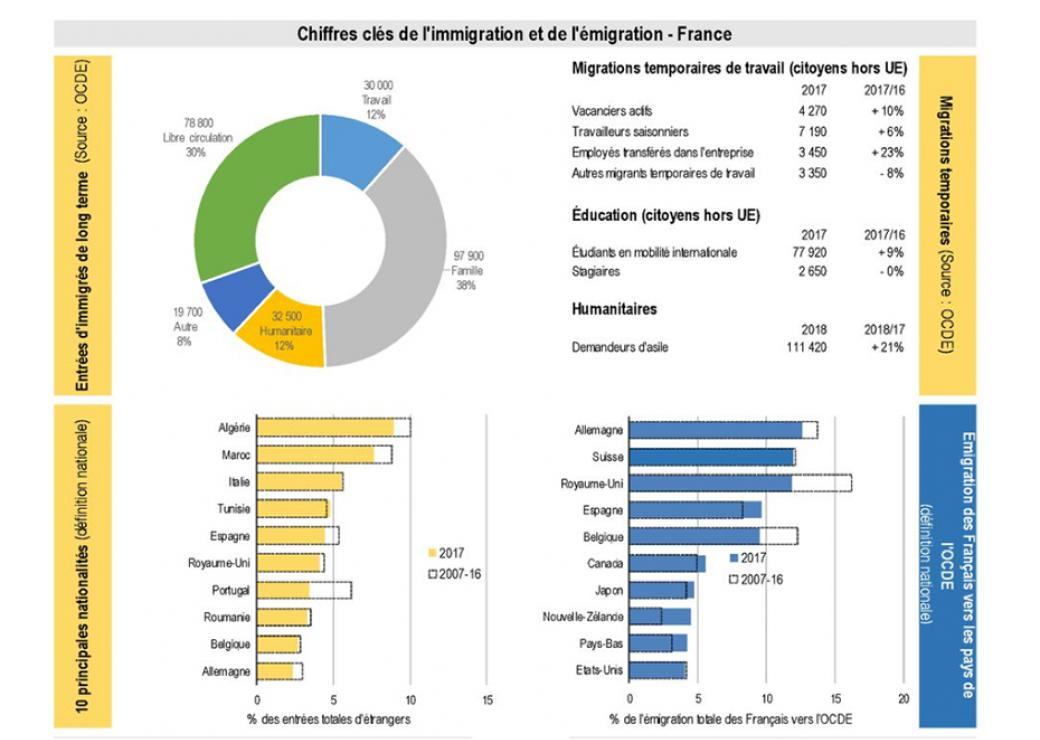 Chiffres clés de l'immigration et de l'émigration - France
Entrées d'immigrés de long terme (Source : OCDE)
30 000
Travail
12%
78 800
Libre circulation
30%
97 900
Famille
38%
19 700
Autre
8%
32 500
Humanitaire
12%
Migrations temporaires de travail (citoyens hors UE)
2017 2017/16
Vacanciers actifs 4 270 + 10%
Travailleurs saisonniers 7 190 + 6%
Employés transférés dans l'entreprise 3 450 + 23%
Autres migrants temporaires de travail 3 350 - 8%
Éducation (citoyens hors UE)
2017 2017/16
Étudiants en mobilité internationale 77 920 +9%
Stagiaires 2 650 - 0%
Humanitaires
2018 2018/17
Demandeurs d'asile 111 420 + 21%
Migrations temporaires (Source : OCDE)
10 principales nationalités (définition nationale)
Algérie
Maroc
Italie
Tunisie
Espagne
Royaume-Uni
Portugal
Roumanie
Belgique
Allemagne
2017
2007-16
0 5 10 15
% des entrées totales d'étrangers
Allemagne
Suisse
Royaume-Uni
Espagne
Belgique
Canada
Japon
Nouvelle-Zélande
Pays-Bas
Etats-Unis
2017
2007-16
0 5 10 15 20
% de l'émigration totale des Français vers l'OCDE
Emigration des Français vers les pays de
l'OCDE
(définition nationale)